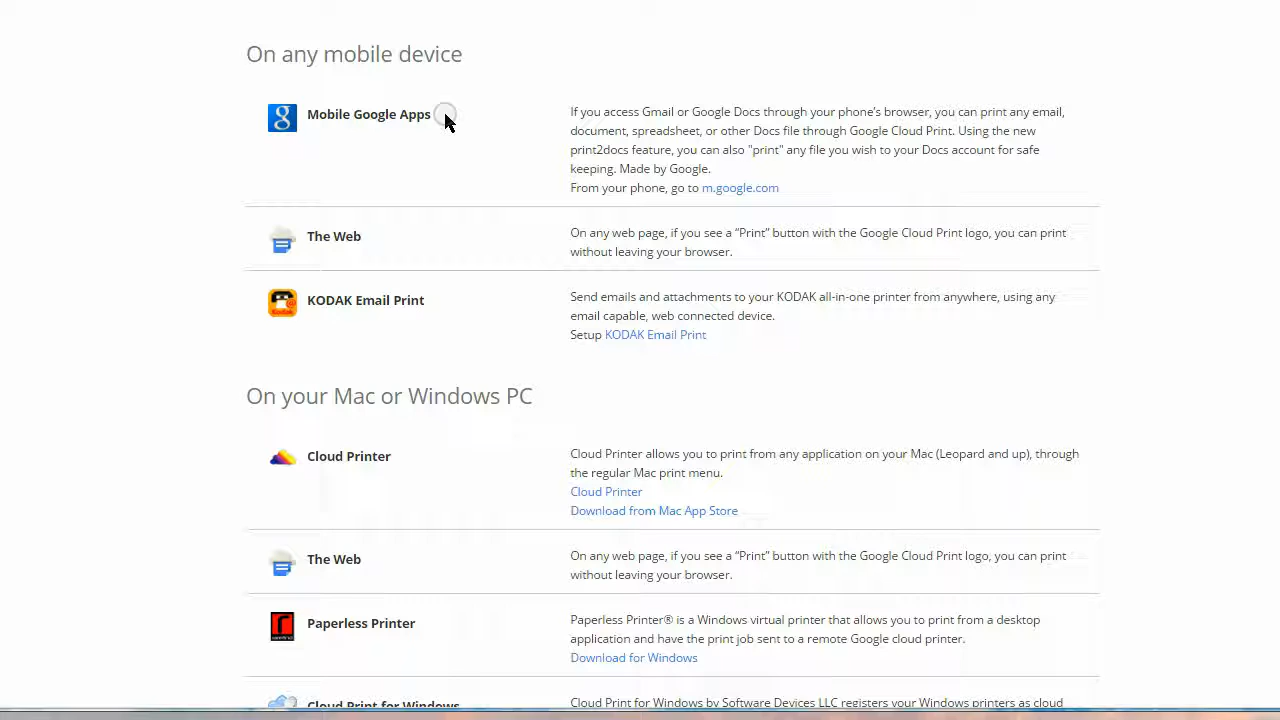 On any mobile device
Mobile Google Apps
If you access Gmail or Google Docs through your phone's browser, you can print any email,
document, spreadsheet, or other Docs file through Google Cloud Print. Using the new
print2docs feature, you can also "print" any file you wish to your Docs account for safe
keeping. Made by Google.
From your phone, go to m.google.com
The Web
On any web page, if you see a “Print” button with the Google Cloud Print logo, you can print
without leaving your browser.
KODAK Email Print
Send emails and attachments to your KODAK all-in-one printer from anywhere, using any
email capable, web connected device.
Setup KODAK Email Print
On your Mac or Windows PC
Cloud Printer
Cloud Printer allows you to print from any application on your Mac (Leopard and up), through
the regular Mac print menu.
Cloud Printer
Download from Mac App Store
The Web
On any web page, if you see a “Print” button with the Google Cloud Print logo, you can print
without leaving your browser.
Paperless Printer
Paperless Printer® is a Windows virtual printer that allows you to print from a desktop
application and have the print job sent to a remote Google cloud printer.
Download for Windows
Cloud Print for Windows
Cloud Print for Windows by Software Devices LLC registers your Windows printers as cloud